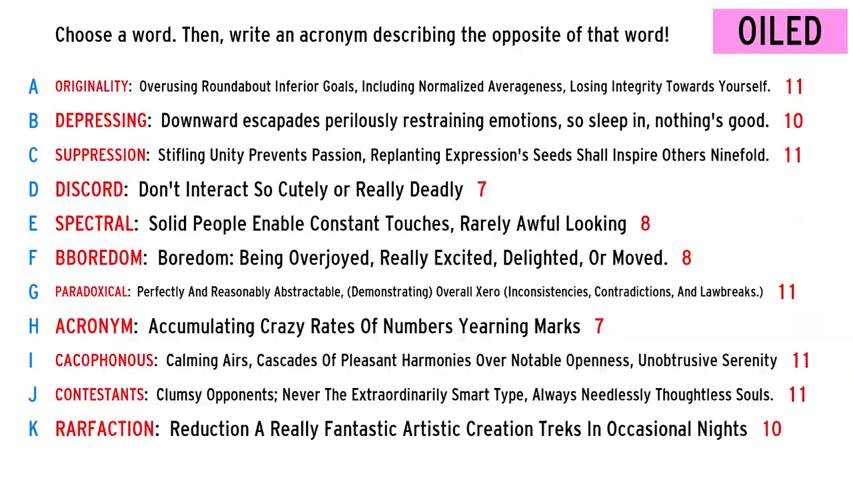 Choose a word. Then, write an acronym describing the opposite of that word!
OILED
A ORIGINALITY: Overusing Roundabout Inferior Goals, Including Normalized Averageness, Losing Integrity Towards Yourself. 11
B DEPRESSING: Downward escapades perilously restraining emotions, so sleep in, nothing's good. 10
C SUPPRESSION: Stifling Unity Prevents Passion, Replanting Expression's Seeds Shall Inspire Others Ninefold. 11
D DISCORD: Don't Interact So Cutely or Really Deadly 7
E SPECTRAL: Solid People Enable Constant Touches, Rarely Awful Looking 8
F BBOREDOM: Boredom: Being Overjoyed, Really Excited, Delighted, Or Moved. 8
G PARADOXICAL: Perfectly And Reasonably Abstractable, (Demonstrating) Overall Xero (Inconsistencies, Contradictions, And Lawbreaks.) 11
H ACRONYM: Accumulating Crazy Rates Of Numbers Yearning Marks 7
I CACOPHONOUS: Calming Airs, Cascades Of Pleasant Harmonies Over Notable Openness, Unobtrusive Serenity 11
J CONTESTANTS: Clumsy Opponents; Never The Extraordinarily Smart Type, Always Needlessly Thoughtless Souls. 11
K RARFACTION: Reduction A Really Fantastic Artistic Creation Treks In Occasional Nights 10